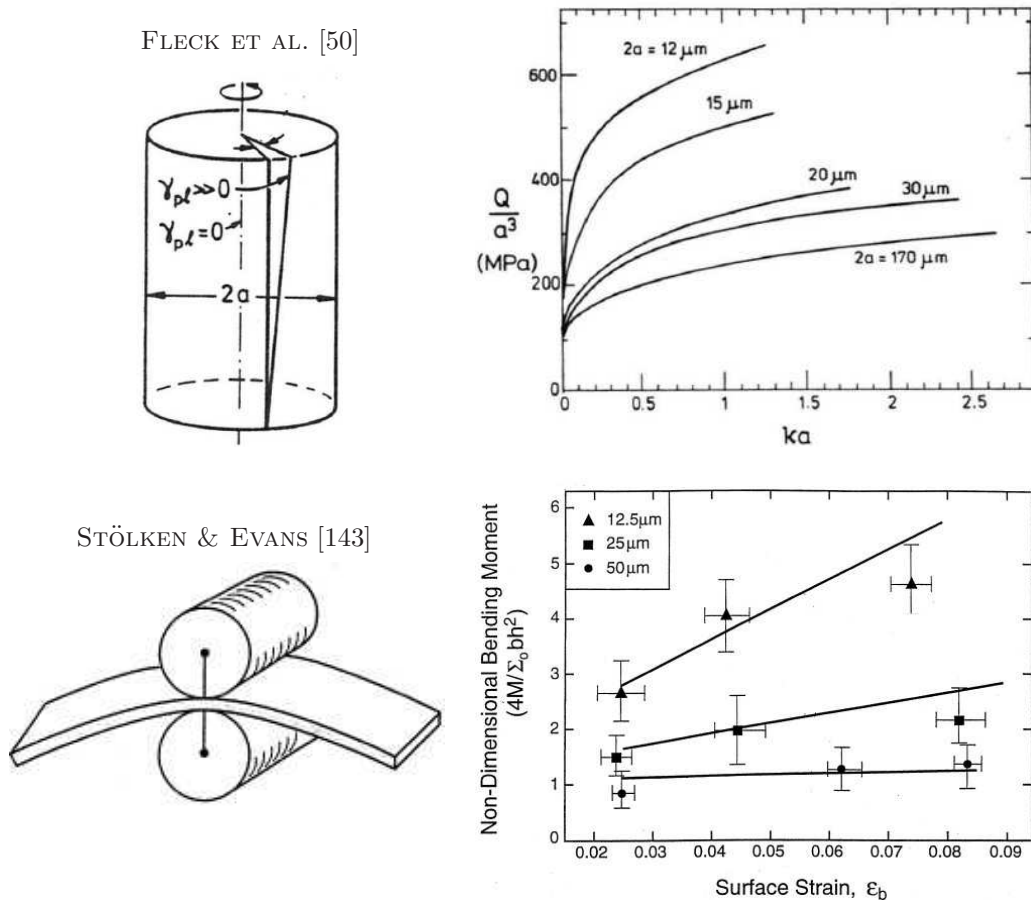 FLECK ET AL. [50]
γpl≫0
γpl=0
2a
Q
a³
(MPa)
600
400
200
0
2a = 12 μm
15 μm
20 μm
30 μm
2a = 170 μm
0 0.5 1 1.5 2 2.5
ka
STÖLKEN & EVANS [143]
Non-Dimensional Bending Moment
(4M/Σ₀bh²)
6
5
4
3
2
1
0
▲ 12.5μm
■ 25μm
● 50μm
0.02 0.03 0.04 0.05 0.06 0.07 0.08 0.09
Surface Strain, εb